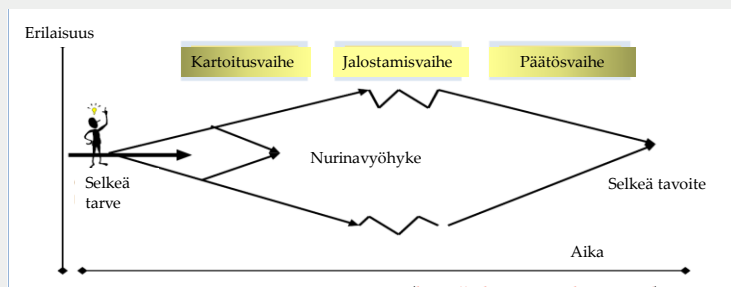 Erilaisuus
Kartoitusvaihe
Jalostamisvaihe
Päätösvaihe
Nurinavyöhyke
Selkeä
tarve
Selkeä tavoite
Aika